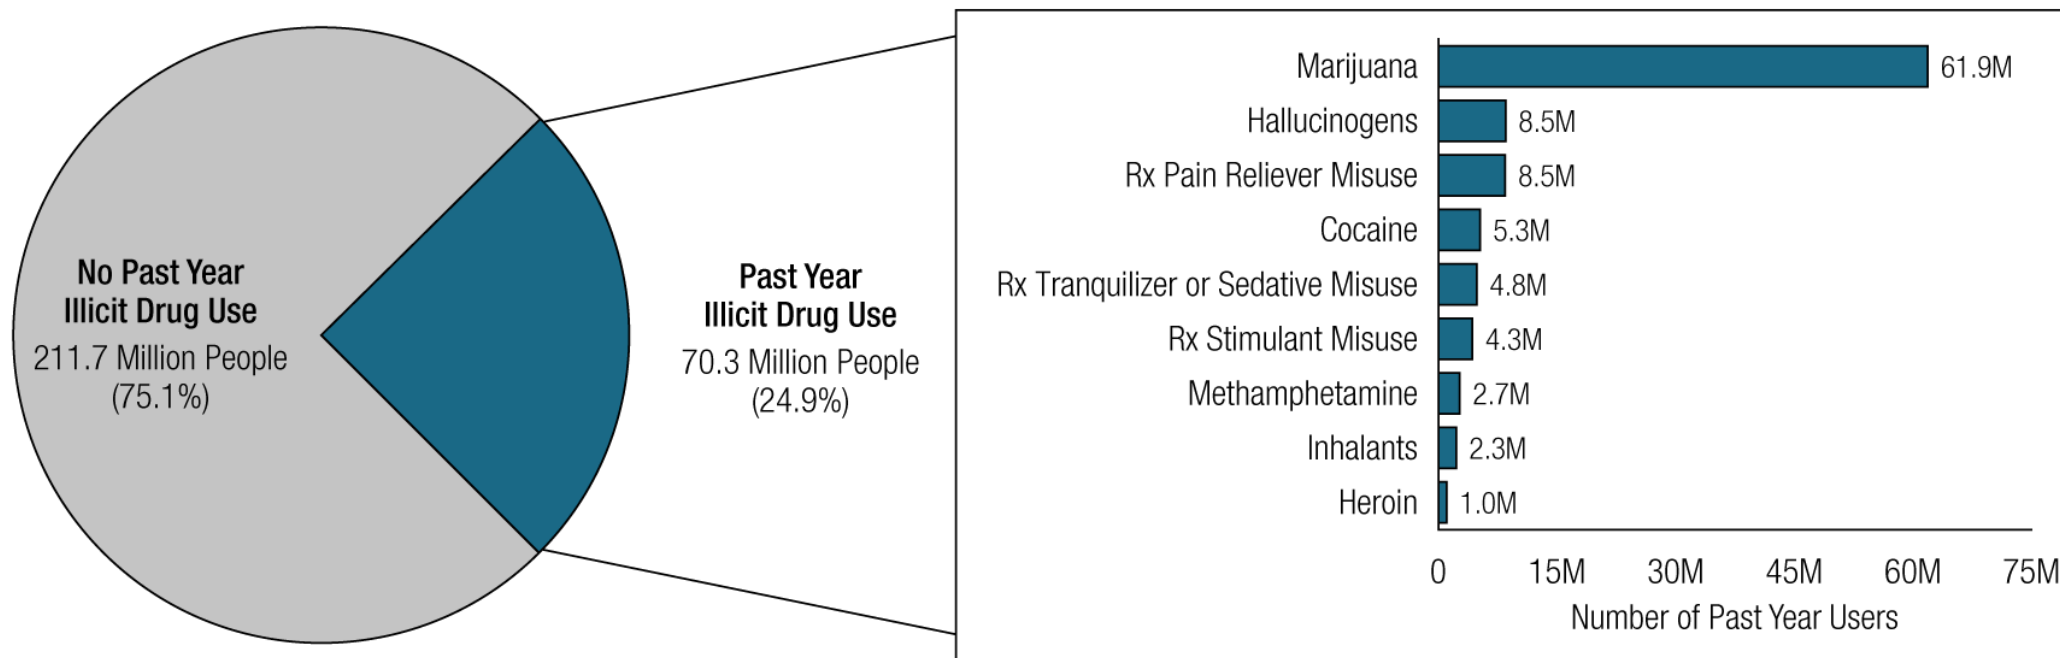 No Past Year
Illicit Drug Use
211.7 Million People
(75.1%)
Past Year
Illicit Drug Use
70.3 Million People
(24.9%)
Marijuana 61.9M
Hallucinogens 8.5M
Rx Pain Reliever Misuse 8.5M
Cocaine 5.3M
Rx Tranquilizer or Sedative Misuse 4.8M
Rx Stimulant Misuse 4.3M
Methamphetamine 2.7M
Inhalants 2.3M
Heroin 1.0M
0 15M 30M 45M 60M 75M
Number of Past Year Users